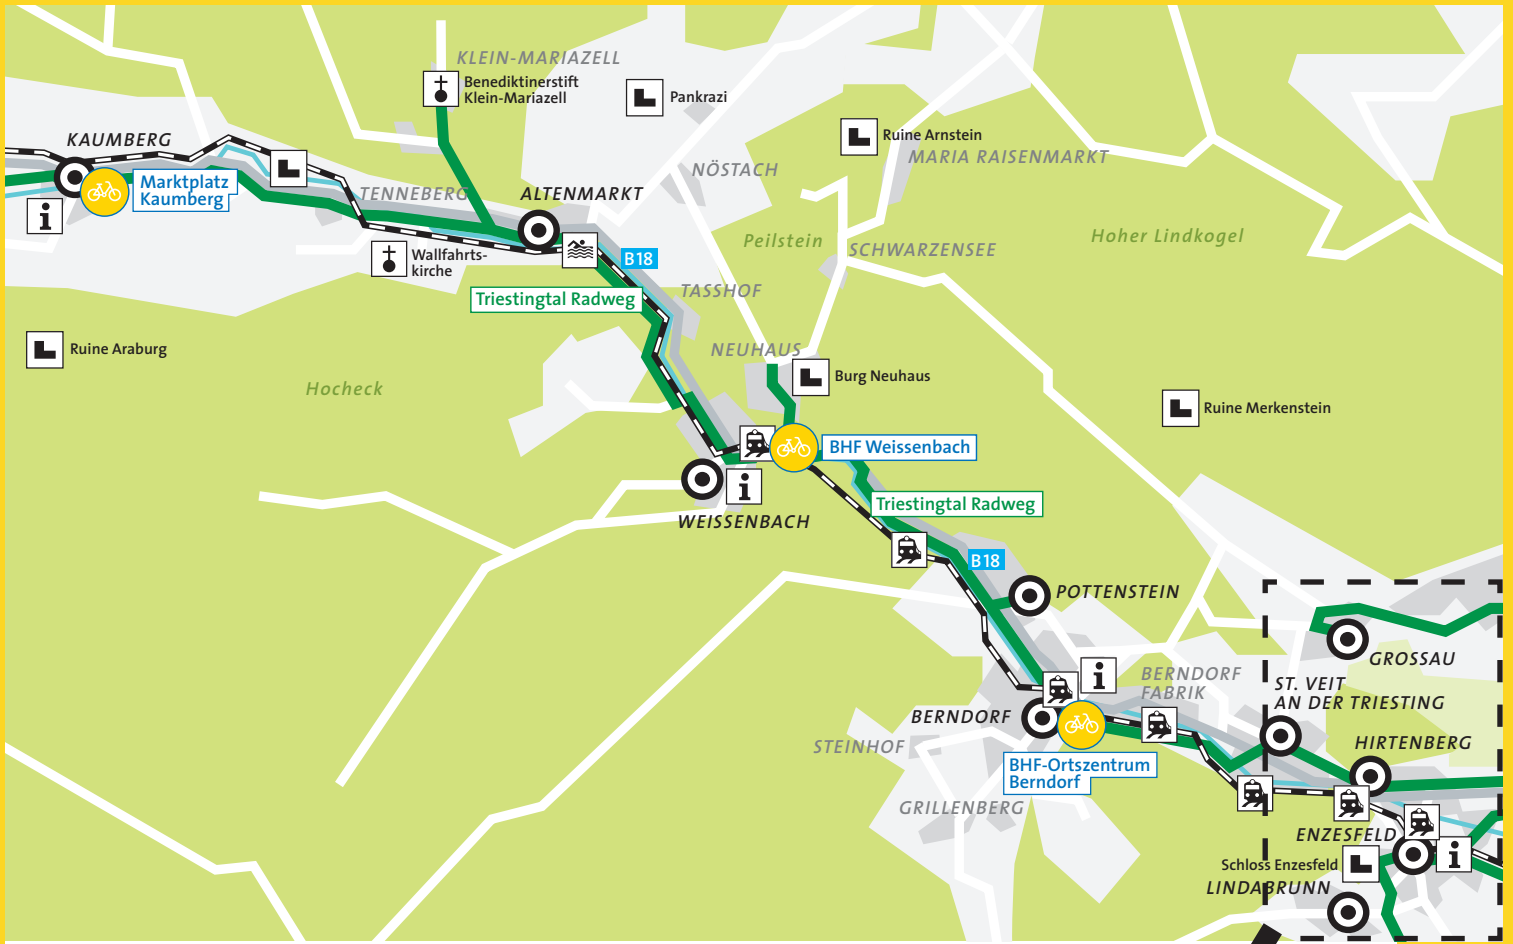 KLEIN-MARIAZELL
Benediktinerstift
Klein-Mariazell
Pankrazi
KAUMBERG
Ruine Arnstein
MARIA RAISENMARKT
NÖSTACH
Marktplatz
Kaumberg
TENNEBERG
ALTENMARKT
i
Peilstein
Hoher Lindkogel
SCHWARZENSEE
Wallfahrts-
kirche
B18
TASSHOF
Triestingtal Radweg
Ruine Araburg
NEUHAUS
Burg Neuhaus
Hocheck
Ruine Merkenstein
BHF Weissenbach
i
WEISSENBACH
Triestingtal Radweg
B18
POTTENSTEIN
GROSSAU
i
BERNDORF
FABRIK
ST. VEIT
AN DER TRIESTING
BERNDORF
HIRTENBERG
STEINHOF
BHF-Ortszentrum
Berndorf
GRILLENBERG
ENZESFELD
i
Schloss Enzesfeld
LINDABRUNN